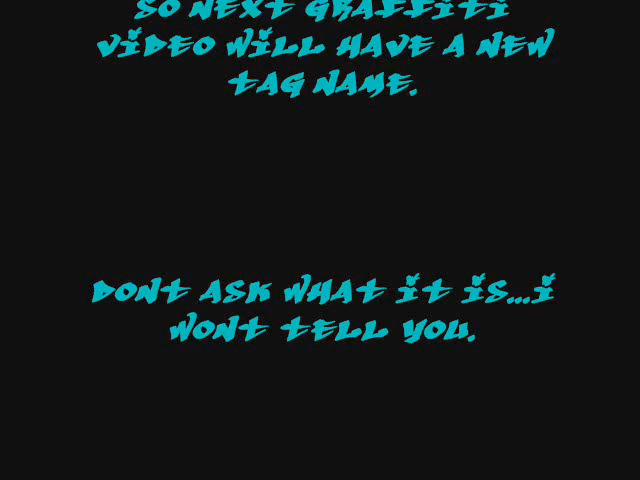 SO NEXT GRAFFITI
VIDEO WILL HAVE A NEW
TAG NAME.
DONT ASK WHAT IT IS...I
WONT TELL YOU.